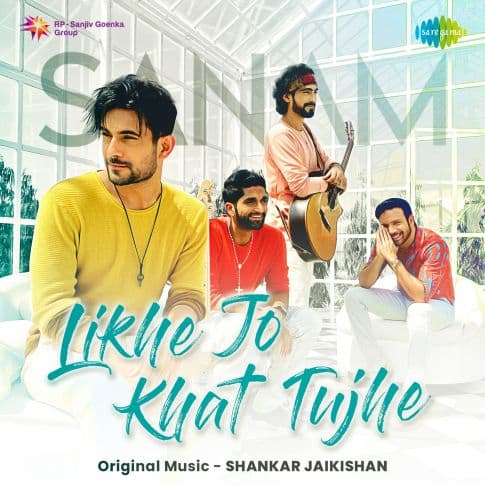 RP - Sanjiv Goenka
Group
saregama
SANAM
Likhe Jo
Khat Tujhe
Original Music - SHANKAR JAIKISHAN